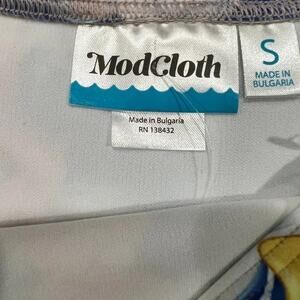 ModCloth
S
MADE IN
BULGARIA
Made in Bulgaria
RN 138432